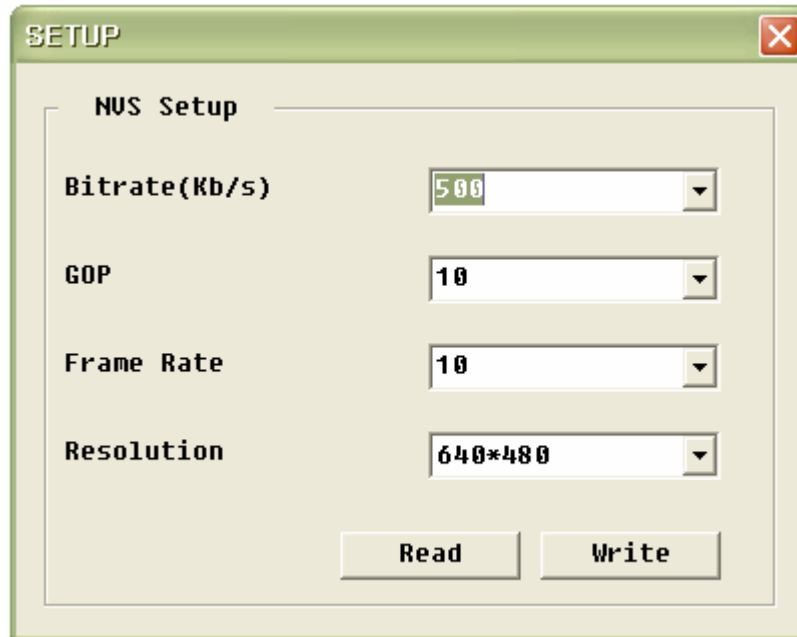 SETUP
NVS Setup
Bitrate(Kb/s) 500
GOP 10
Frame Rate 10
Resolution 640*480
Read Write